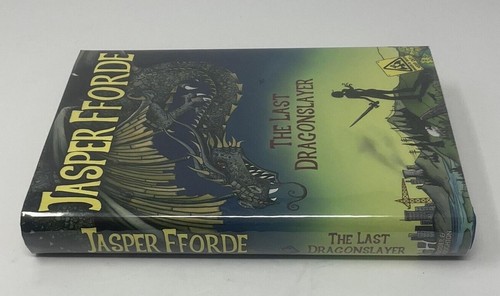 JASPER FFORDE
THE LAST
DRAGONSLAYER
JASPER FFORDE
THE LAST
DRAGONSLAYER